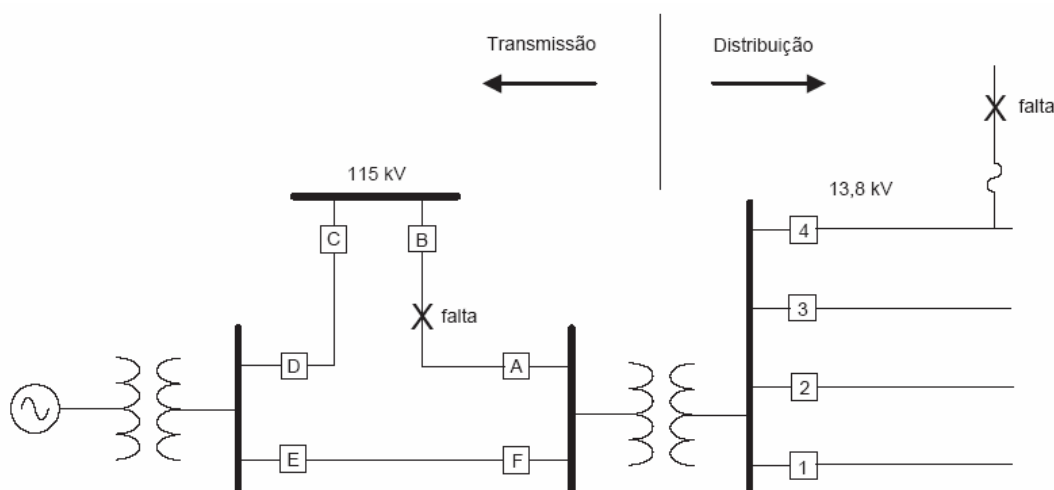 Transmissão
Distribuição
falta
115 kV
13,8 kV
C
B
4
falta
3
D
A
2
E
F
1